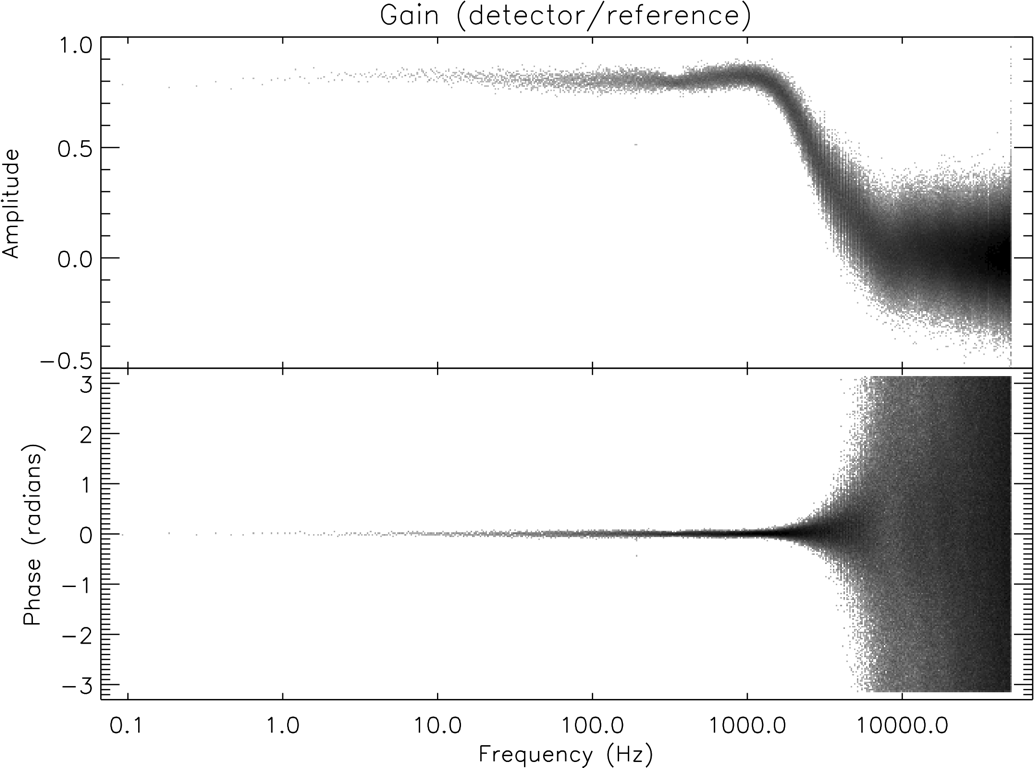 Gain (detector/reference)
1.0
0.5
0.0
−0.5
Amplitude
3
2
1
0
−1
−2
−3
Phase (radians)
0.1 1.0 10.0 100.0 1000.0 10000.0
Frequency (Hz)